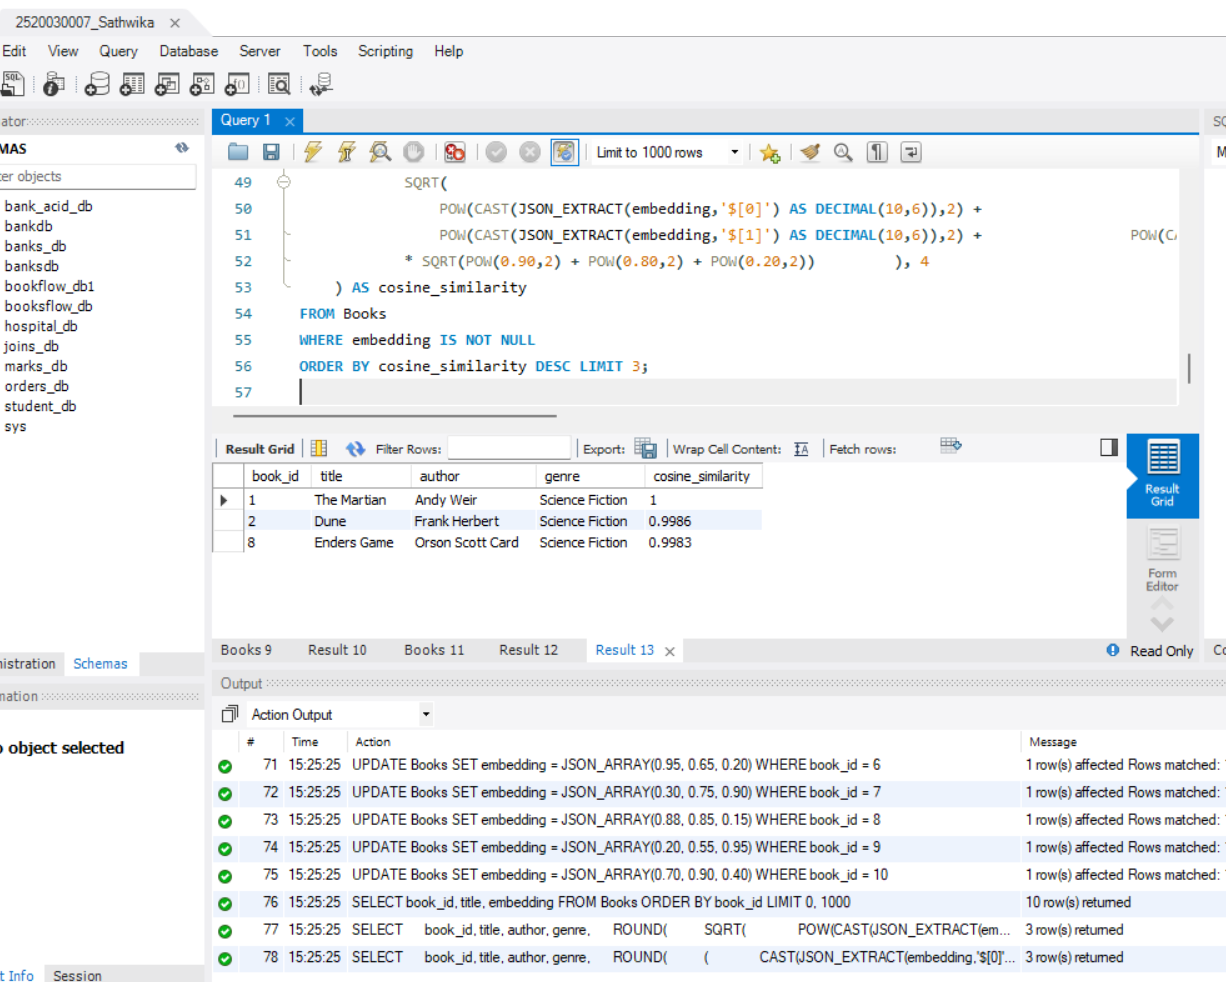 2520030007_Sathwika
Edit View Query Database Server Tools Scripting Help
ator
MAS
er objects
bank_acid_db
bankdb
banks_db
banksdb
bookflow_db1
booksflow_db
hospital_db
joins_db
marks_db
orders_db
student_db
sys
nistration Schemas
mation
o object selected
t Info Session
Query 1
Limit to 1000 rows
49 SQRT(
50 POW(CAST(JSON_EXTRACT(embedding,'$[0]') AS DECIMAL(10,6)),2) +
51 POW(CAST(JSON_EXTRACT(embedding,'$[1]') AS DECIMAL(10,6)),2) + POW(CA
52 * SQRT(POW(0.90,2) + POW(0.80,2) + POW(0.20,2)) ), 4
53 ) AS cosine_similarity
54 FROM Books
55 WHERE embedding IS NOT NULL
56 ORDER BY cosine_similarity DESC LIMIT 3;
57
Result Grid Filter Rows: Export: Wrap Cell Content: Fetch rows:
book_id title author genre cosine_similarity
1 The Martian Andy Weir Science Fiction 1
2 Dune Frank Herbert Science Fiction 0.9986
8 Enders Game Orson Scott Card Science Fiction 0.9983
Result
Grid
Form
Editor
Books 9 Result 10 Books 11 Result 12 Result 13 Read Only Co
Output
Action Output
# Time Action Message
71 15:25:25 UPDATE Books SET embedding = JSON_ARRAY(0.95, 0.65, 0.20) WHERE book_id = 6 1 row(s) affected Rows matched:
72 15:25:25 UPDATE Books SET embedding = JSON_ARRAY(0.30, 0.75, 0.90) WHERE book_id = 7 1 row(s) affected Rows matched:
73 15:25:25 UPDATE Books SET embedding = JSON_ARRAY(0.88, 0.85, 0.15) WHERE book_id = 8 1 row(s) affected Rows matched:
74 15:25:25 UPDATE Books SET embedding = JSON_ARRAY(0.20, 0.55, 0.95) WHERE book_id = 9 1 row(s) affected Rows matched:
75 15:25:25 UPDATE Books SET embedding = JSON_ARRAY(0.70, 0.90, 0.40) WHERE book_id = 10 1 row(s) affected Rows matched:
76 15:25:25 SELECT book_id, title, embedding FROM Books ORDER BY book_id LIMIT 0, 1000 10 row(s) returned
77 15:25:25 SELECT book_id, title, author, genre, ROUND( SQRT( POW(CAST(JSON_EXTRACT(em... 3 row(s) returned
78 15:25:25 SELECT book_id, title, author, genre, ROUND( ( CAST(JSON_EXTRACT(embedding,'$[0]'... 3 row(s) returned